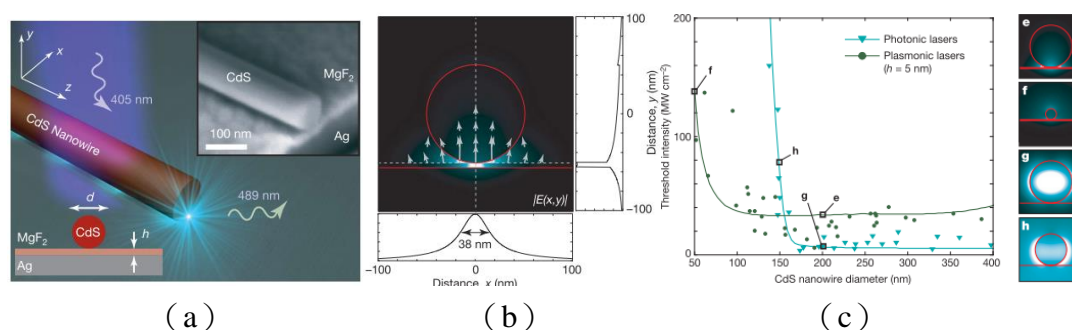 y
x
z
405 nm
CdS Nanowire
CdS
MgF₂
100 nm
Ag
489 nm
d
CdS
MgF₂
h
Ag
(a)
|E(x,y)|
38 nm
−100 0 100
Distance, x (nm)
100
0
−100
Distance, y (nm)
(b)
200
100
0
Threshold intensity (MW cm⁻²)
Photonic lasers
Plasmonic lasers
(h = 5 nm)
f
h
g
e
50 100 150 200 250 300 350 400
CdS nanowire diameter (nm)
c
(c)
e
f
g
h